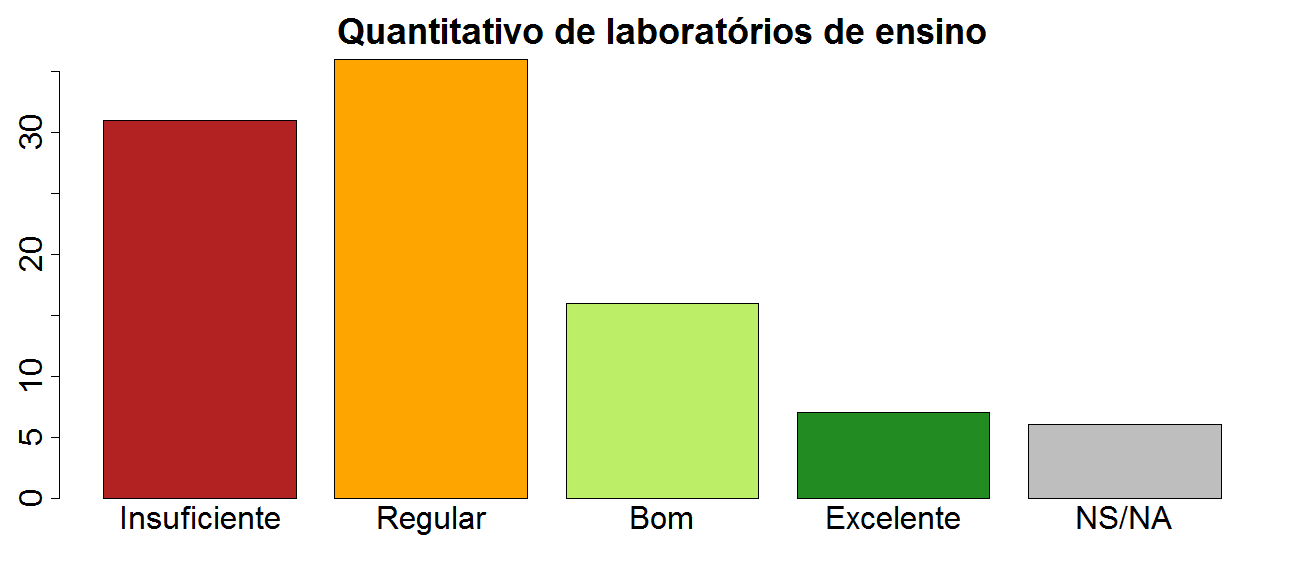 Quantitativo de laboratórios de ensino
30
20
10
5
0
Insuficiente Regular Bom Excelente NS/NA